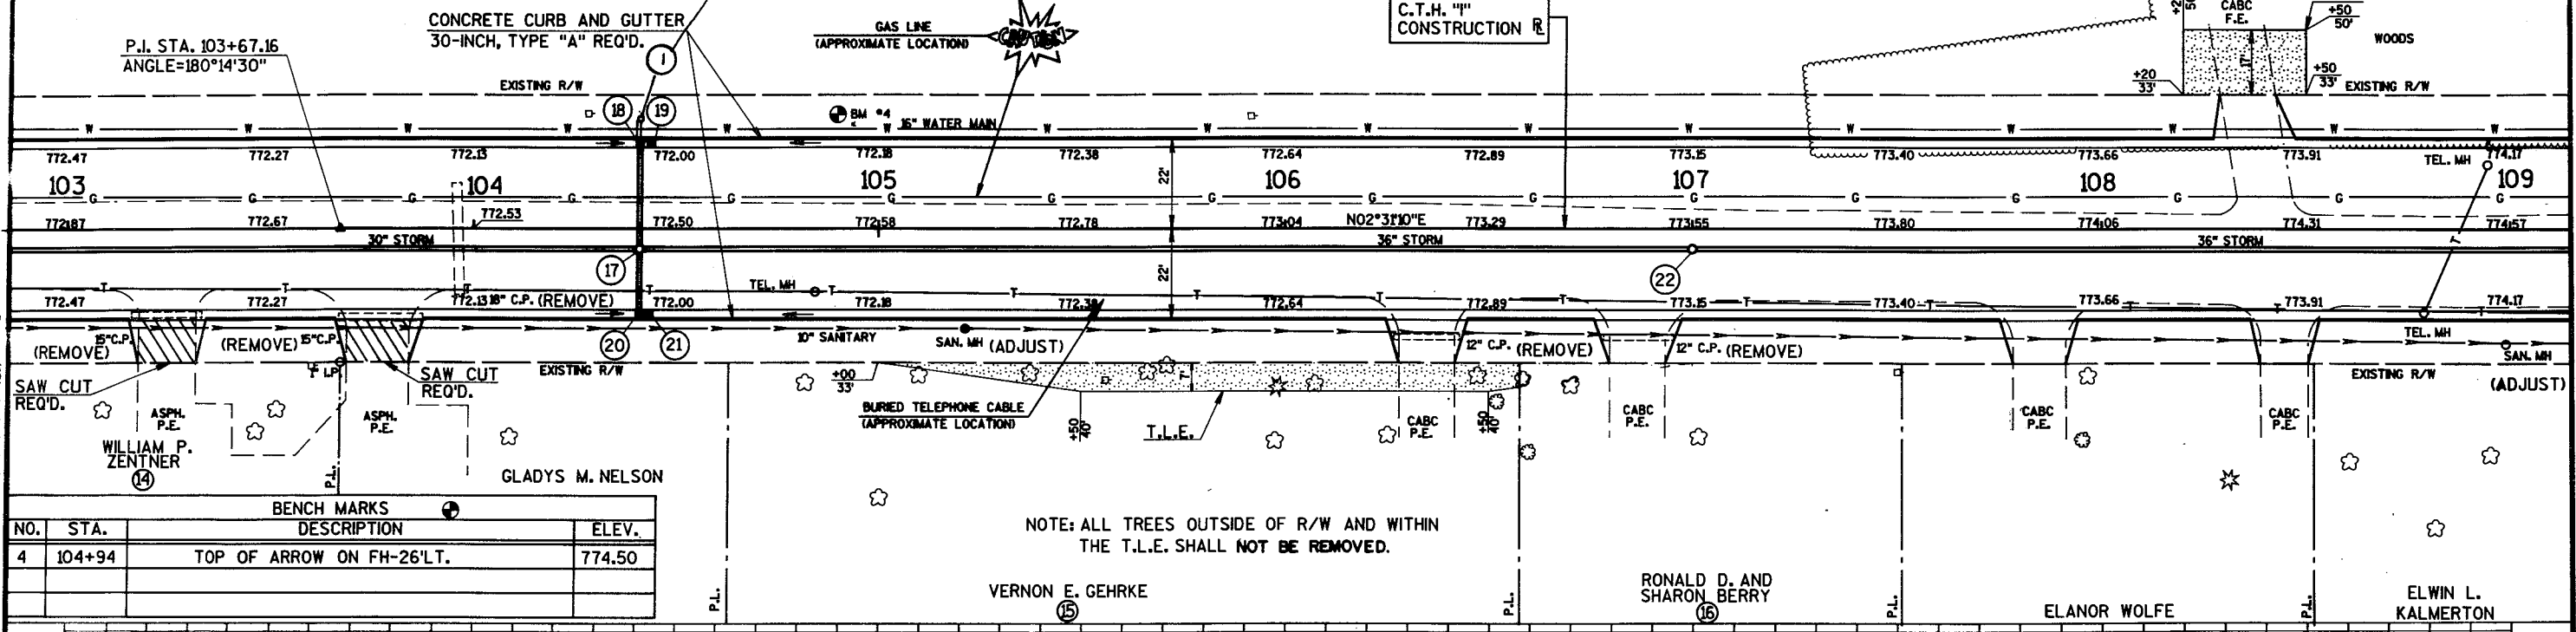 CONCRETE CURB AND GUTTER
30-INCH, TYPE "A" REQ'D.
P.I. STA. 103+67.16
ANGLE=180°14'30"
GAS LINE
(APPROXIMATE LOCATION)
CAUTION
C.T.H. "I"
CONSTRUCTION
CABC
F.E.
+50
50'
WOODS
17'
+20
33'
+50
33'
EXISTING R/W
EXISTING R/W
1
18 19
BM #4
16" WATER MAIN
W W W W W W W W W W W W W W W W
772.47 772.27 772.13 772.00 772.18 772.38 772.64 772.89 773.15 773.40 773.66 773.91 774.17
TEL. MH
103 104 105 106 107 108 109
22'
G G G G G G G G G G G G G G G
772.87 772.67 772.53 772.50 772.58 772.78 773.04 N02°31'10"E 773.29 773.55 773.80 774.06 774.31 774.57
30" STORM 36" STORM 36" STORM
17 22
22'
TEL. MH
T T T T T T T T T T T T T
772.47 772.27 772.13 18" C.P. (REMOVE) 772.00 772.18 772.38 772.64 772.89 773.15 773.40 773.66 773.91 774.17
15"C.P. 15"C.P.
(REMOVE) (REMOVE)
20 21
10" SANITARY
SAN. MH (ADJUST)
12" C.P. (REMOVE) 12" C.P. (REMOVE)
TEL. MH
SAN. MH
LP
EXISTING R/W
EXISTING R/W
(ADJUST)
SAW CUT
REQ'D.
SAW CUT
REQ'D.
+00
33'
7'
BURIED TELEPHONE CABLE
(APPROXIMATE LOCATION)
+50
40'
T.L.E.
+50
40'
ASPH.
P.E.
ASPH.
P.E.
CABC
P.E.
CABC
P.E.
CABC
P.E.
CABC
P.E.
WILLIAM P.
ZENTNER
14
P.L.
GLADYS M. NELSON
BENCH MARKS
NO. STA. DESCRIPTION ELEV.
4 104+94 TOP OF ARROW ON FH-26'LT. 774.50
NOTE: ALL TREES OUTSIDE OF R/W AND WITHIN
THE T.L.E. SHALL NOT BE REMOVED.
P.L.
VERNON E. GEHRKE
15
P.L.
RONALD D. AND
SHARON BERRY
16
P.L.
ELANOR WOLFE
P.L.
ELWIN L.
KALMERTON